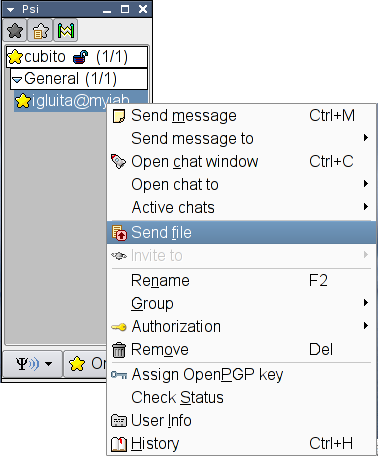 Psi
cubito (1/1)
General (1/1)
igluita@myjab
Send message Ctrl+M
Send message to
Open chat window Ctrl+C
Open chat to
Active chats
Send file
Invite to
Rename F2
Group
Authorization
Remove Del
Assign OpenPGP key
Check Status
User Info
History Ctrl+H